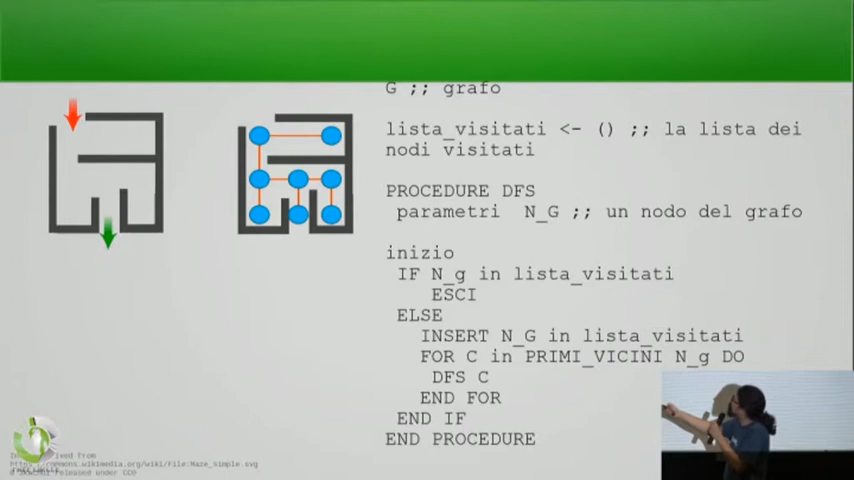 G ;; grafo
lista_visitati <- () ;; la lista dei
nodi visitati
PROCEDURE DFS
parametri N_G ;; un nodo del grafo
inizio
IF N_g in lista_visitati
ESCI
ELSE
INSERT N_G in lista_visitati
FOR C in PRIMI_VICINI N_g DO
DFS C
END FOR
END IF
END PROCEDURE
from
https://commons.wikimedia.org/wiki/File:Maze_simple.svg
released under CC0